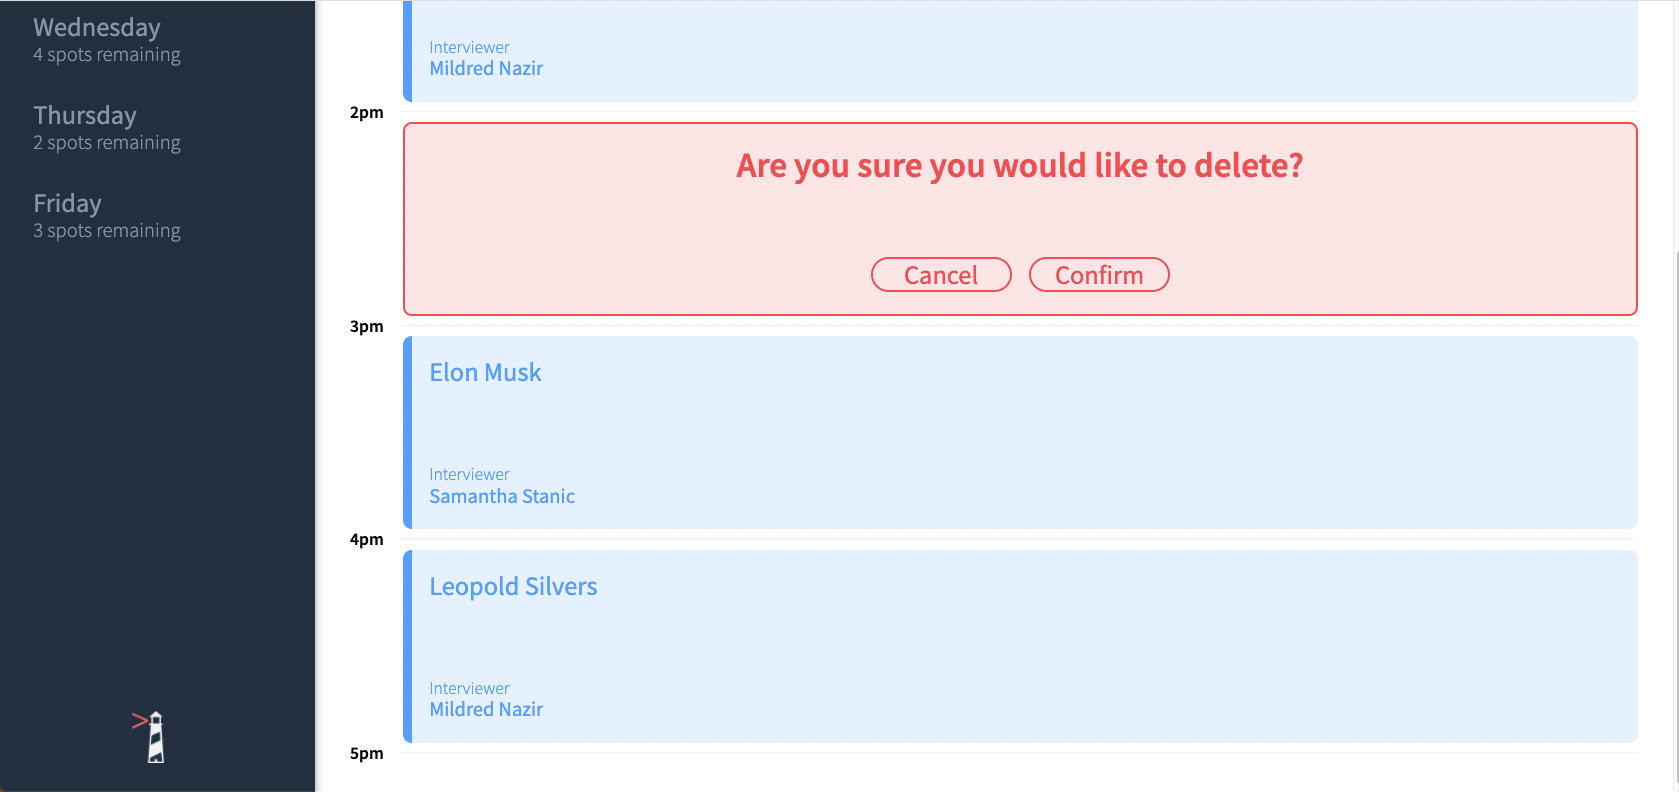 Wednesday
4 spots remaining
Thursday
2 spots remaining
Friday
3 spots remaining
>
Interviewer
Mildred Nazir
2pm
Are you sure you would like to delete?
Cancel Confirm
3pm
Elon Musk
Interviewer
Samantha Stanic
4pm
Leopold Silvers
Interviewer
Mildred Nazir
5pm